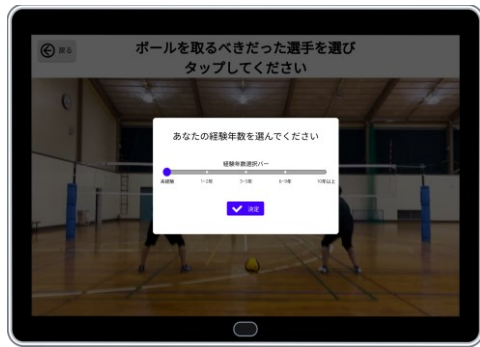 戻る
ボールを取るべきだった選手を選び
タップしてください
あなたの経験年数を選んでください
経験年数選択バー
未経験 1~2年 3~5年 6~9年 10年以上
決定